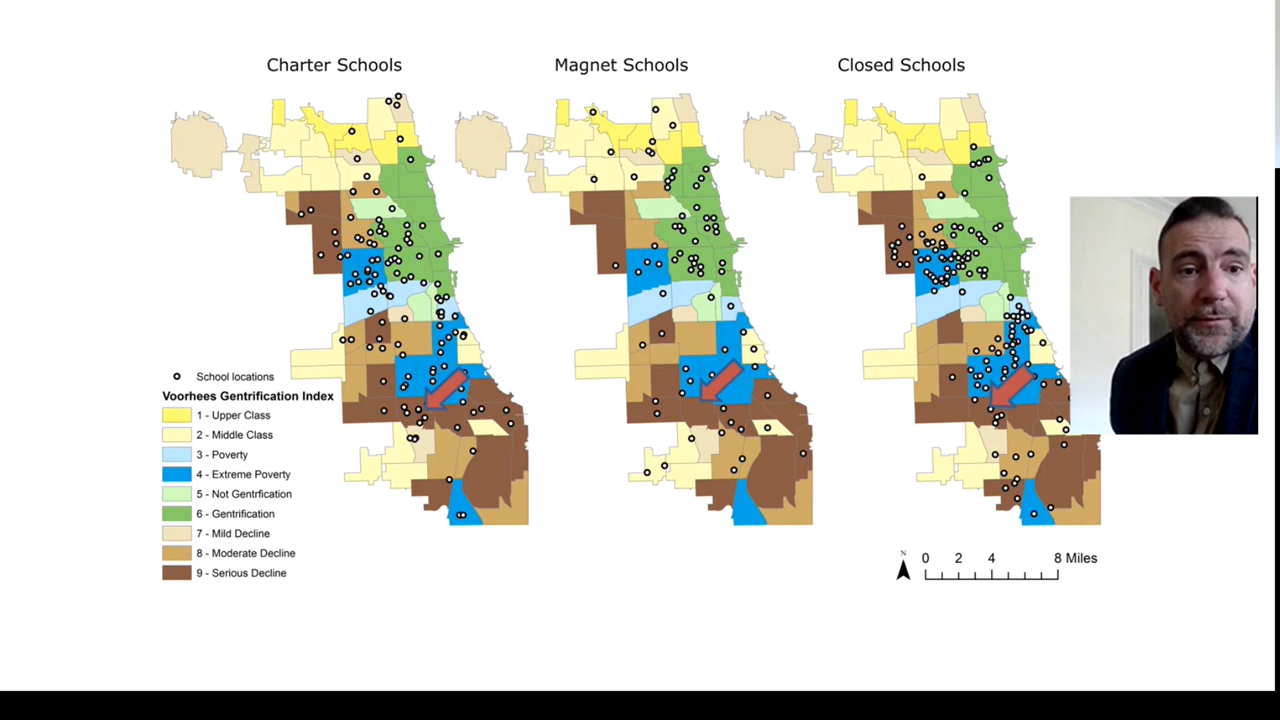 Charter Schools
Magnet Schools
Closed Schools
School locations
Voorhees Gentrification Index
1 - Upper Class
2 - Middle Class
3 - Poverty
4 - Extreme Poverty
5 - Not Gentrfication
6 - Gentrification
7 - Mild Decline
8 - Moderate Decline
9 - Serious Decline
N
0 2 4 8 Miles